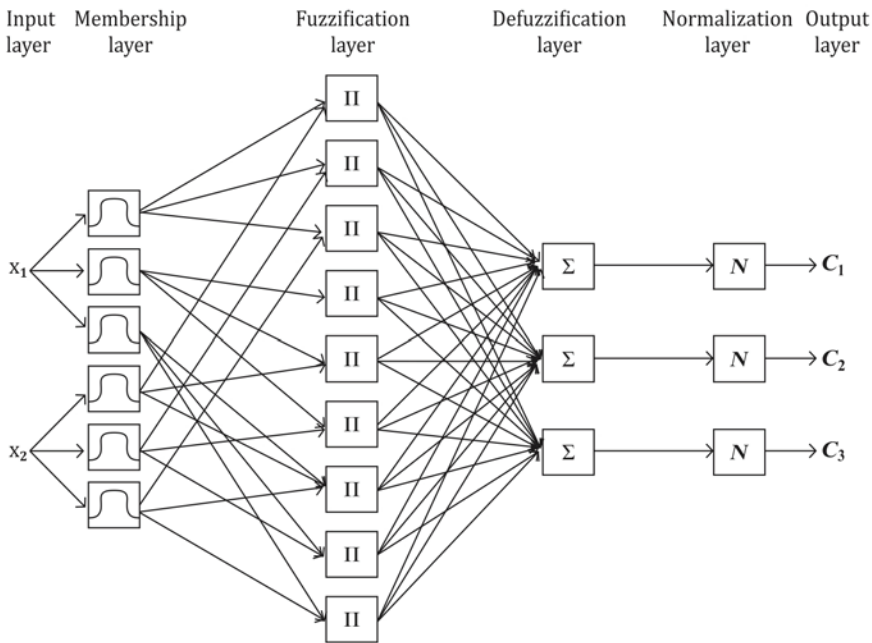 Input layer
Membership layer
Fuzzification layer
Defuzzification layer
Normalization layer
Output layer
Π
Π
Π
Π
Π
Π
Π
Π
Π
x₁
x₂
Σ
Σ
Σ
N
N
N
C₁
C₂
C₃